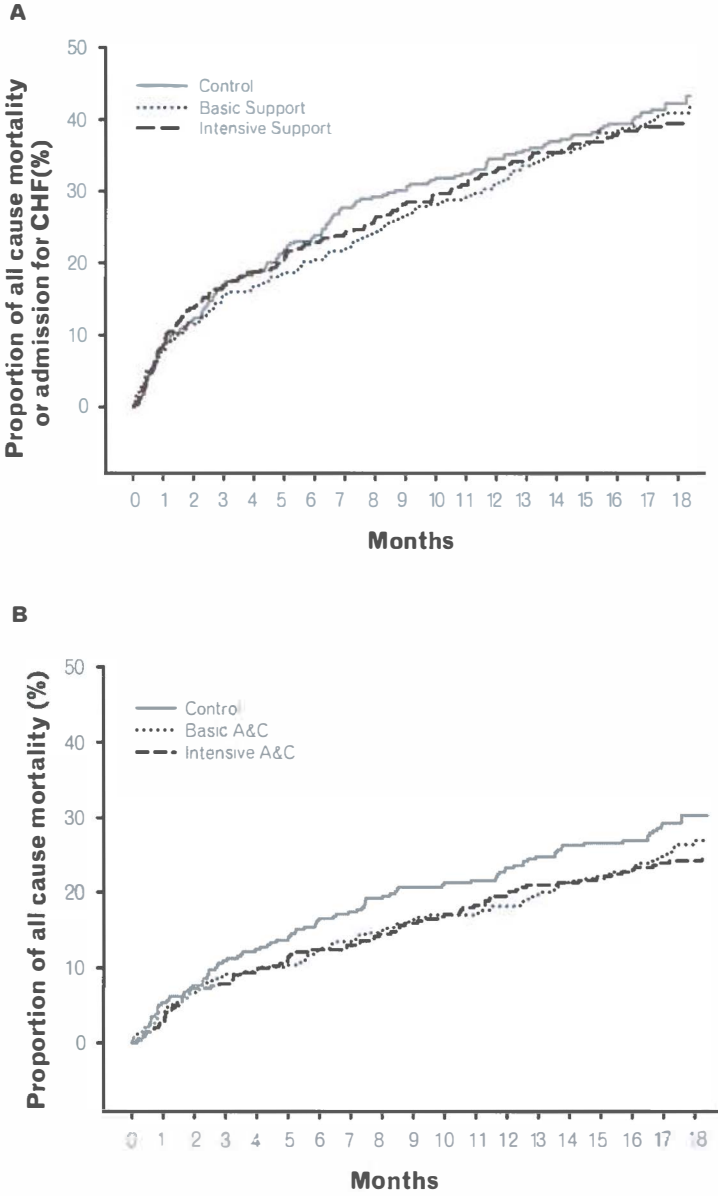 A
Proportion of all cause mortality
or admission for CHF(%)
50
40
30
20
10
0
Control
Basic Support
Intensive Support
0 1 2 3 4 5 6 7 8 9 10 11 12 13 14 15 16 17 18
Months
B
Proportion of all cause mortality (%)
50
40
30
20
10
0
Control
Basic A&C
Intensive A&C
0 1 2 3 4 5 6 7 8 9 10 11 12 13 14 15 16 17 18
Months